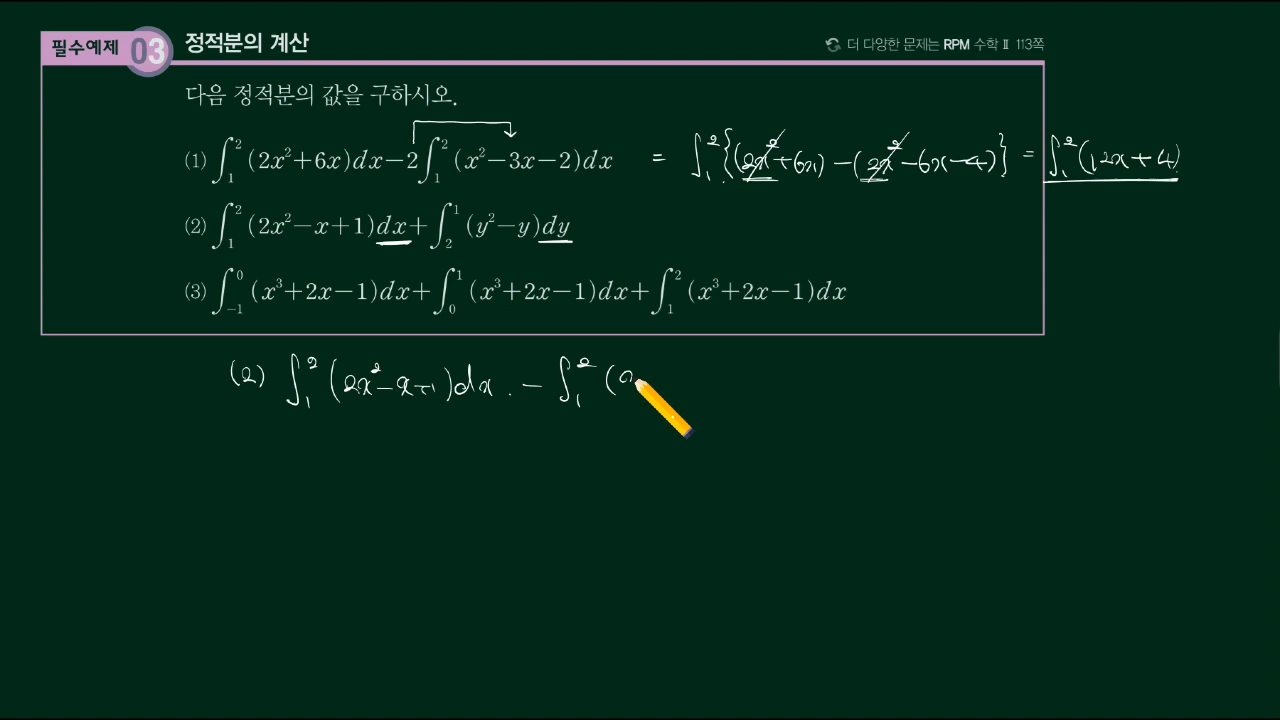 필수예제 03 정적분의 계산
더 다양한 문제는 RPM 수학 Ⅱ 113쪽
다음 정적분의 값을 구하시오.
(1) ∫₁² (2x²+6x)dx−2∫₁² (x²−3x−2)dx = ∫₁² {(2x²+6x)−(2x²−6x−4)} = ∫₁² (12x+4)
(2) ∫₁² (2x²−x+1)dx+∫₂¹ (y²−y)dy
(3) ∫₋₁⁰ (x³+2x−1)dx+∫₀¹ (x³+2x−1)dx+∫₁² (x³+2x−1)dx
(2) ∫₁² (2x²−x+1)dx − ∫₁² (